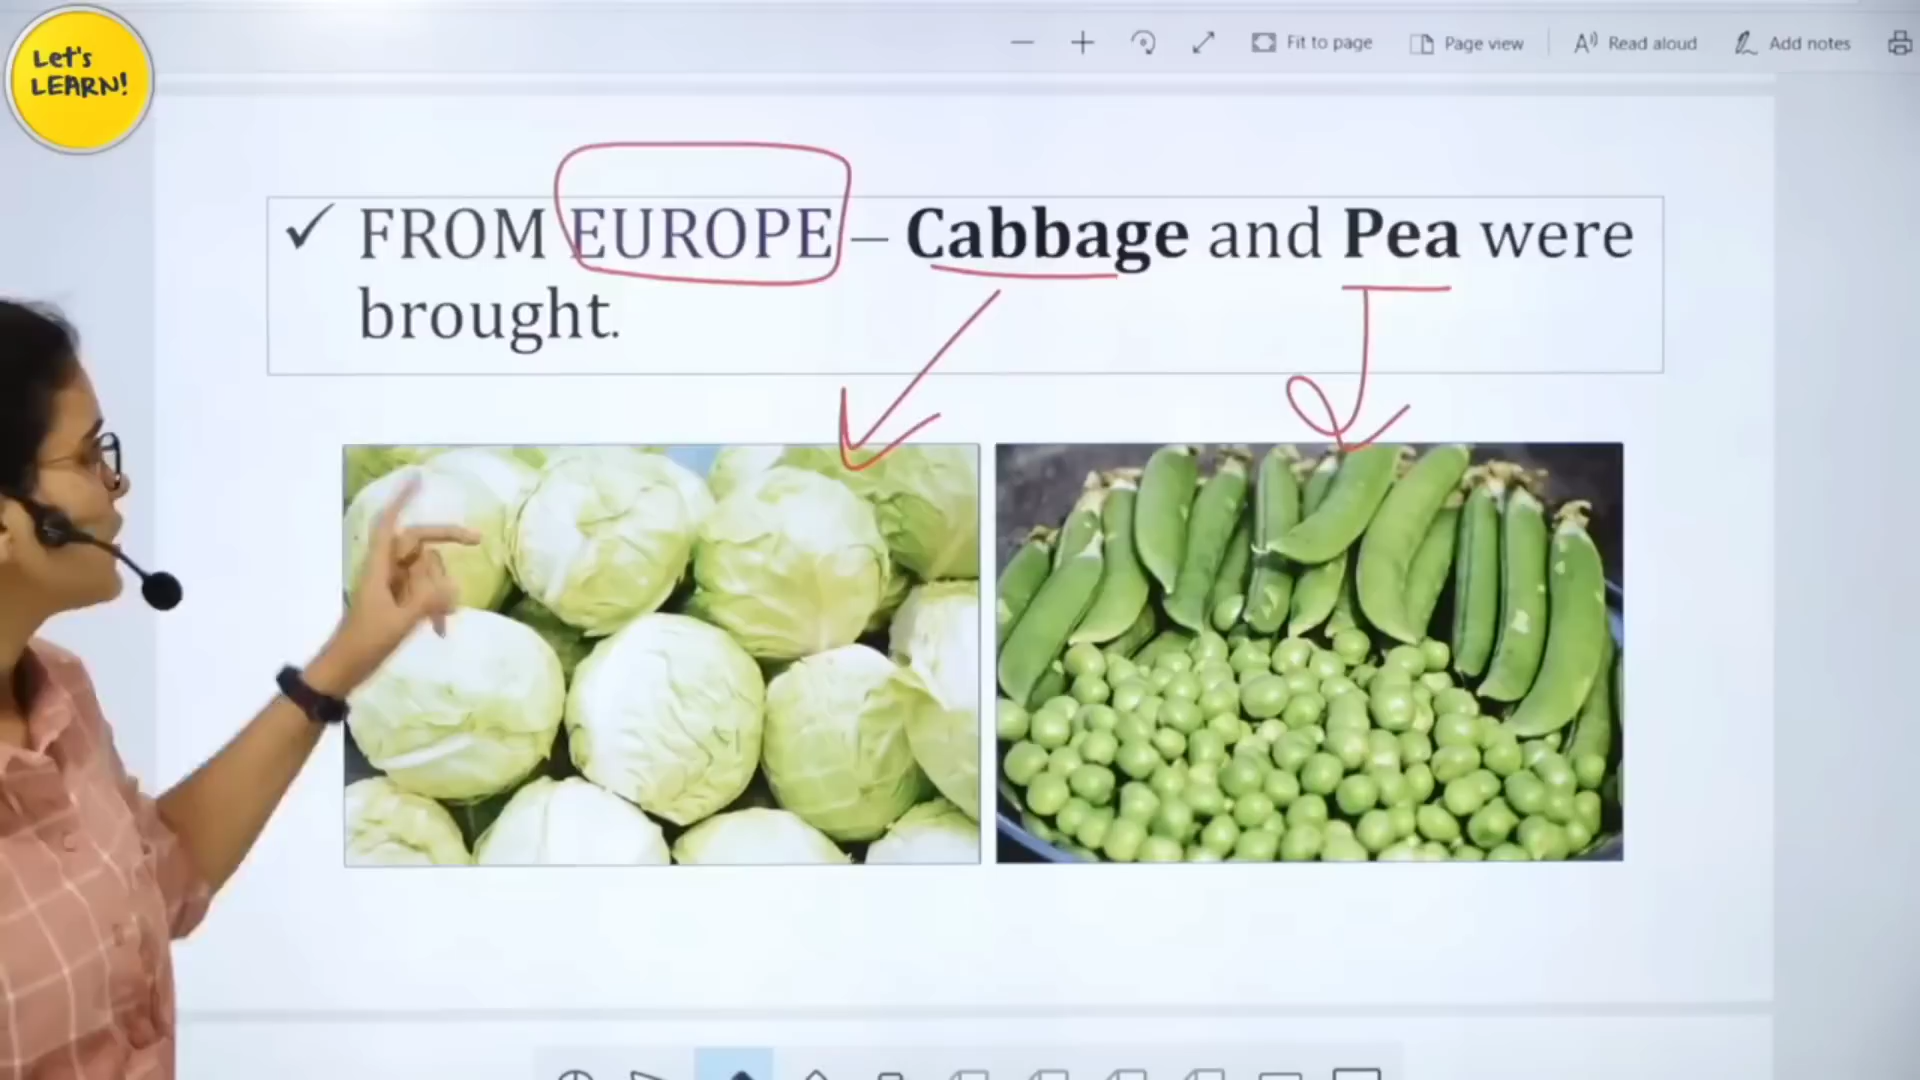 Let's
LEARN!
Fit to page
Page view
Read aloud
Add notes
✓ FROM EUROPE – Cabbage and Pea were
brought.